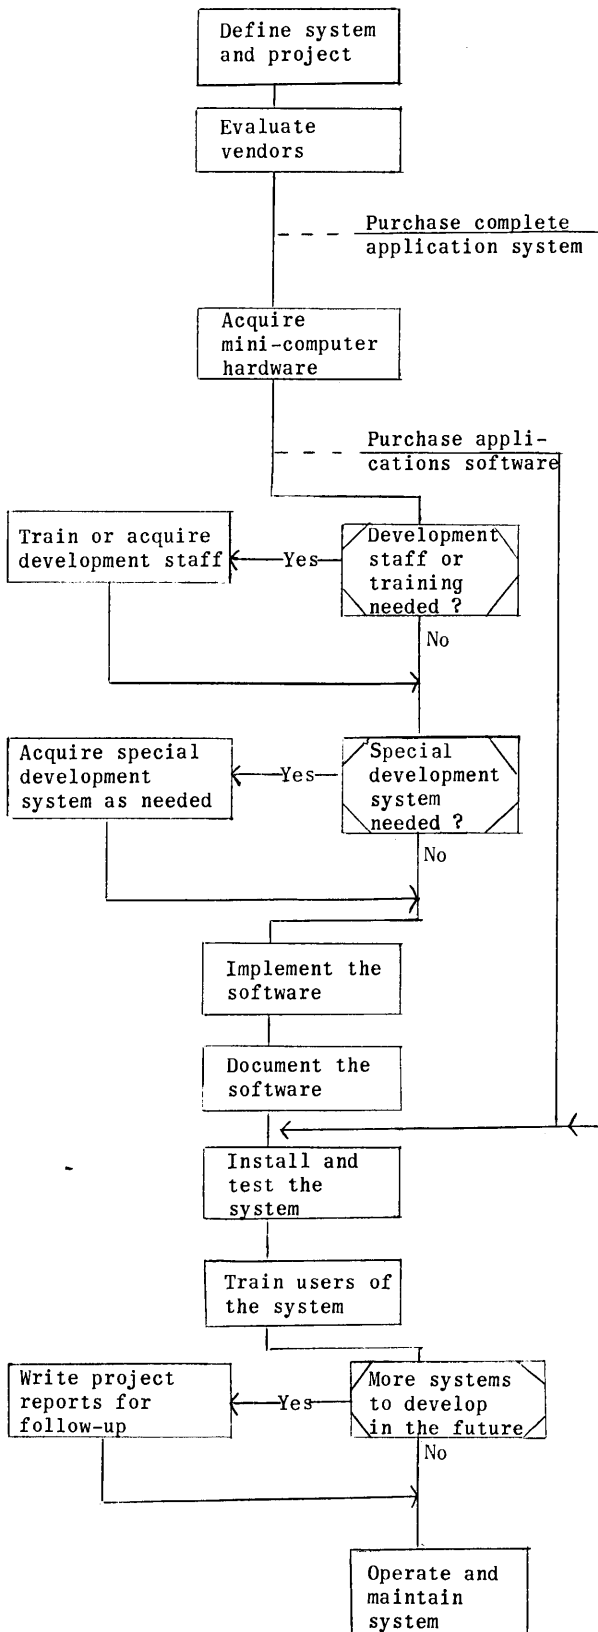 Define system
and project
Evaluate
vendors
Purchase complete
application system
Acquire
mini-computer
hardware
Purchase appli-
cations software
Train or acquire
development staff
Yes
Development
staff or
training
needed ?
No
Acquire special
development
system as needed
Yes
Special
development
system
needed ?
No
Implement the
software
Document the
software
Install and
test the
system
Train users of
the system
Write project
reports for
follow-up
Yes
More systems
to develop
in the future
No
Operate and
maintain
system